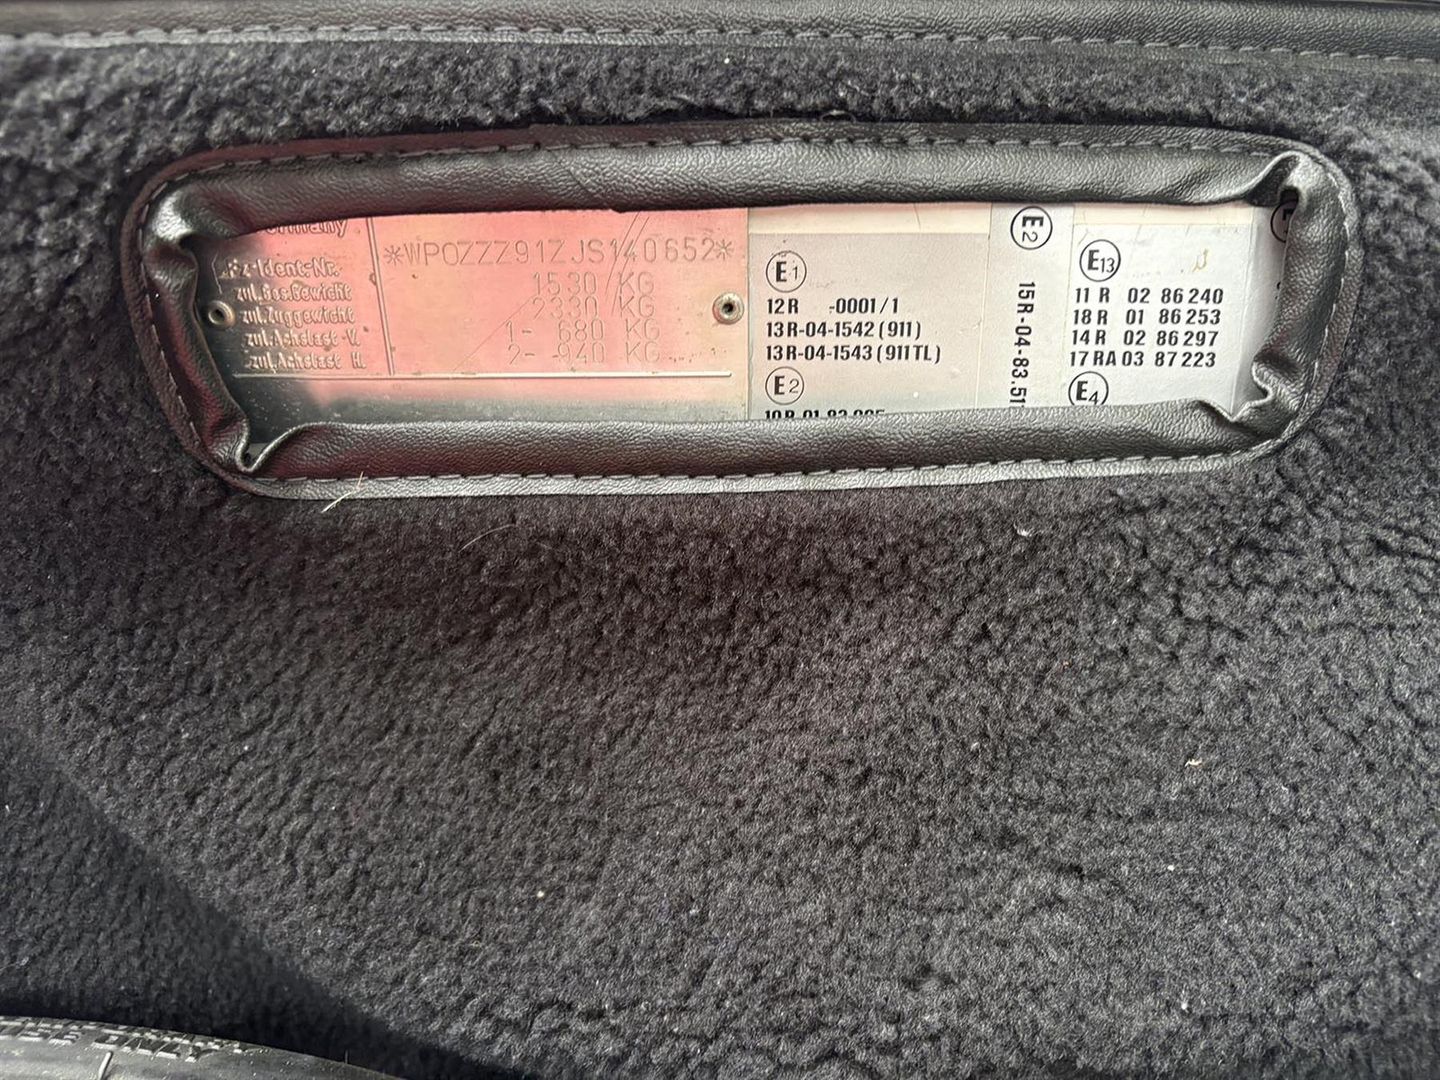 Fz-Ident-Nr. *WP0ZZZ91ZJS140652*
zul.Ges.Gewicht 1530 KG
zul.Zuggewicht 2330 KG
zul.Achslast V. 1- 680 KG
zul.Achslast H. 2- -940 KG
E1
12R -0001/1
13R-04-1542 (911)
13R-04-1543 (911TL)
E2
E2
15R-04-83.51
E13
11 R 02 86240
18 R 01 86253
14 R 02 86297
17 RA 03 87223
E4